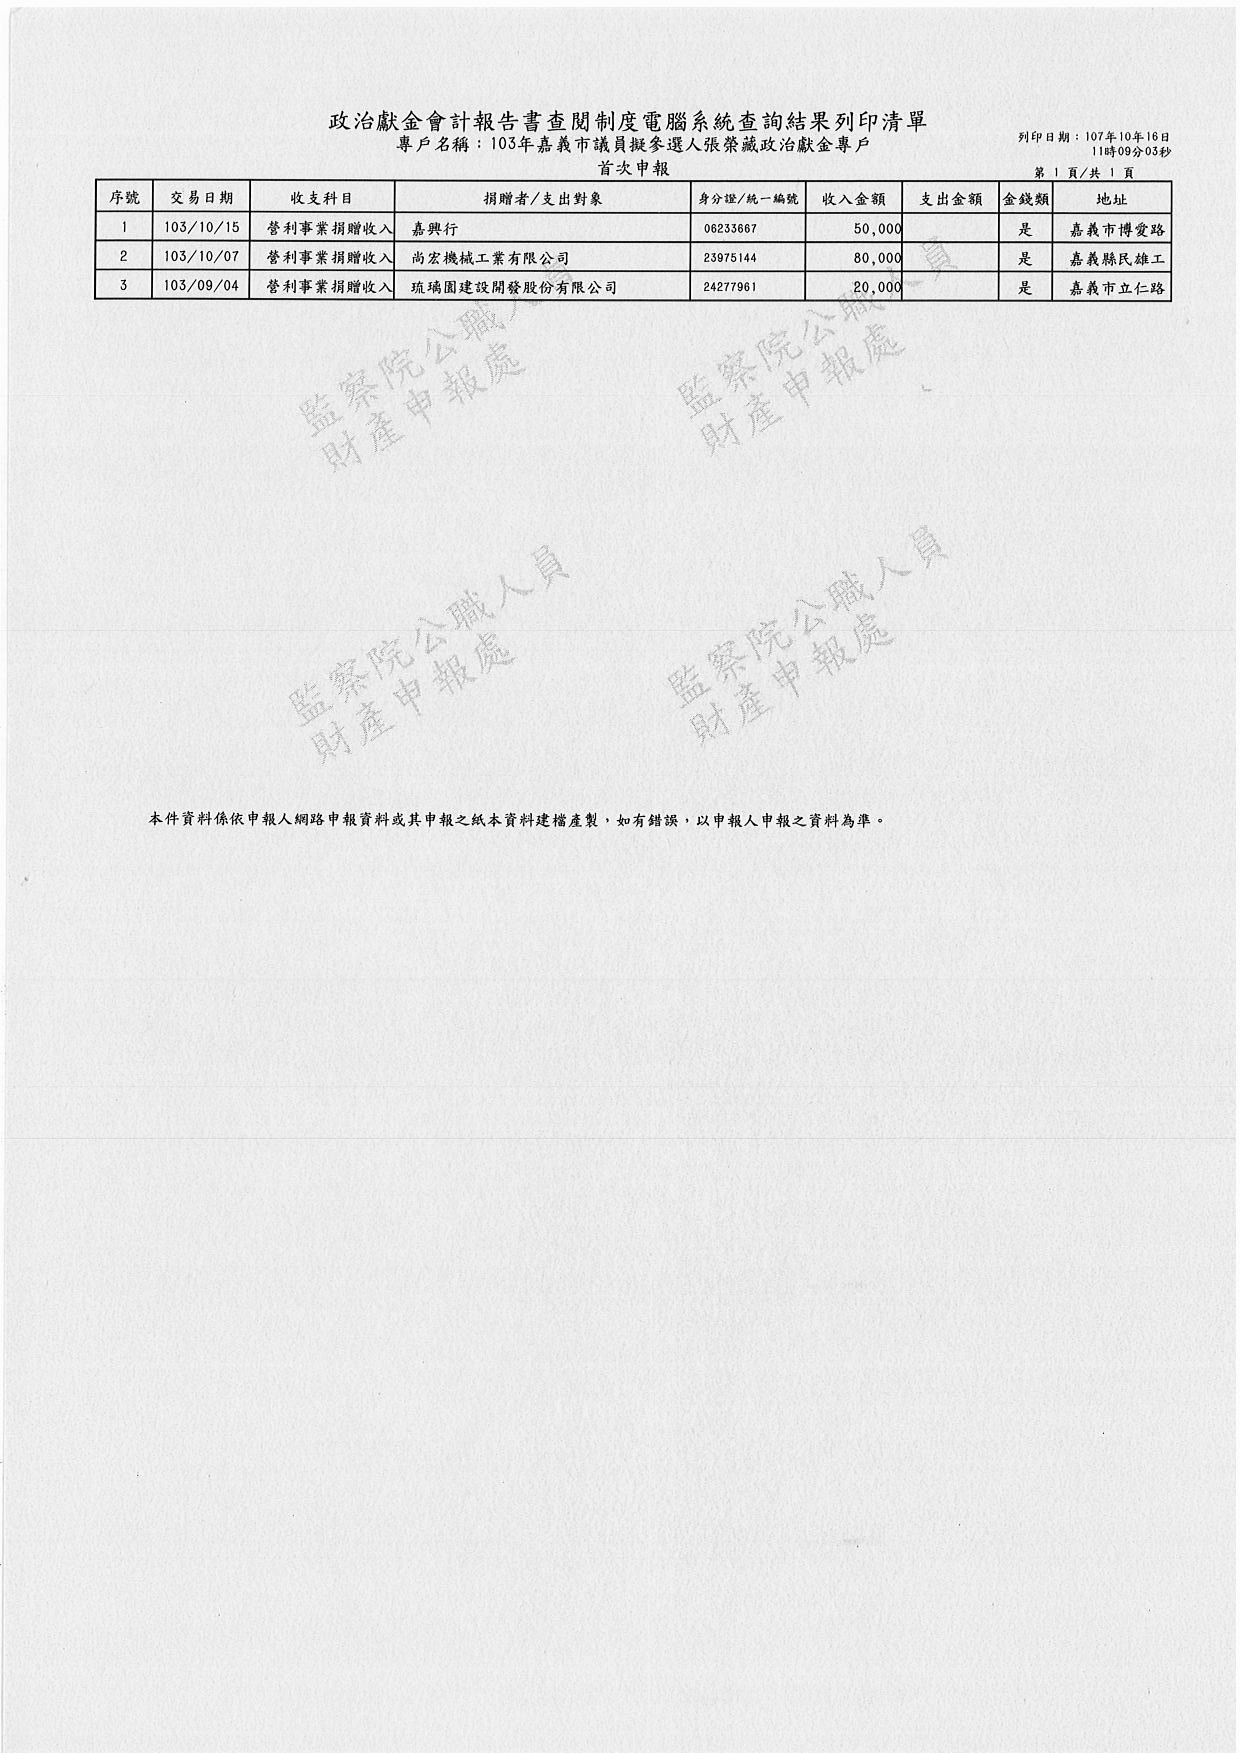 政治獻金會計報告書查閱制度電腦系統查詢結果列印清單
專戶名稱：103年嘉義市議員擬參選人張榮藏政治獻金專戶
首次申報
列印日期：107年10月16日
11時09分03秒
第 1 頁/共 1 頁
序號 交易日期 收支科目 捐贈者/支出對象 身分證/統一編號 收入金額 支出金額 金錢類 地址
1 103/10/15 營利事業捐贈收入 嘉興行 06233667 50,000 是 嘉義市博愛路
2 103/10/07 營利事業捐贈收入 尚宏機械工業有限公司 23975144 80,000 是 嘉義縣民雄工
3 103/09/04 營利事業捐贈收入 琉璃園建設開發股份有限公司 24277961 20,000 是 嘉義市立仁路
監察院公職人員
財產申報處
監察院公職人員
財產申報處
監察院公職人員
財產申報處
監察院公職人員
財產申報處
本件資料係依申報人網路申報資料或其申報之紙本資料建檔產製，如有錯誤，以申報人申報之資料為準。